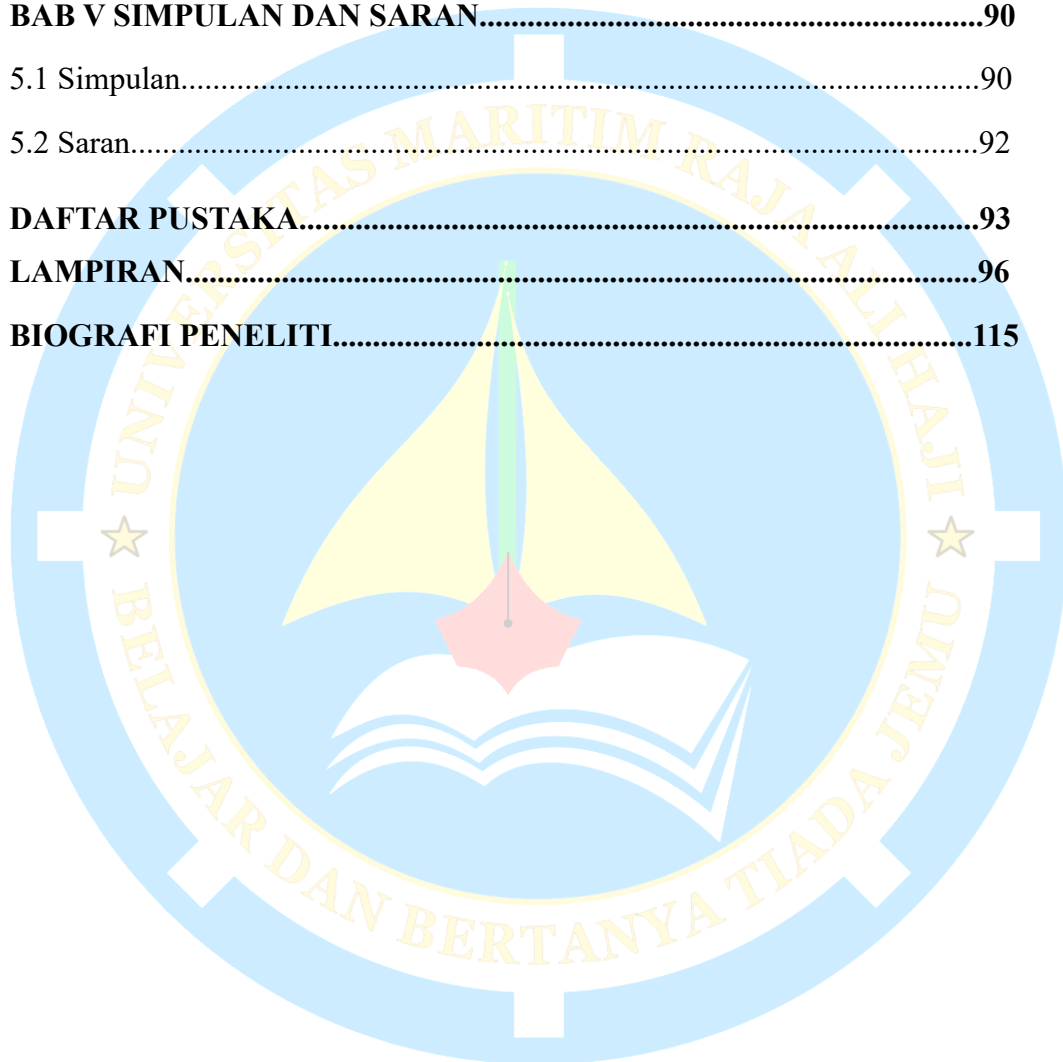 BAB V SIMPULAN DAN SARAN..................................................................90
5.1 Simpulan......................................................................................................90
5.2 Saran.........................................................................................................92
DAFTAR PUSTAKA....................................................................................93
LAMPIRAN..................................................................................................96
BIOGRAFI PENELITI...............................................................................115
UNIVERSITAS MARITIM RAJA ALI HAJI
BELAJAR DAN BERTANYA TIADA JEMU